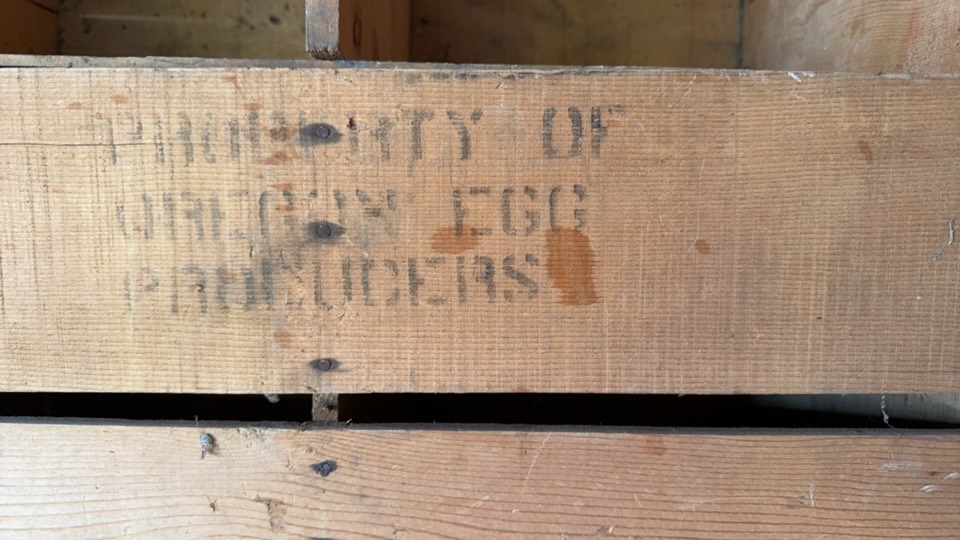 PROPERTY OF
OREGON EGG
PRODUCERS